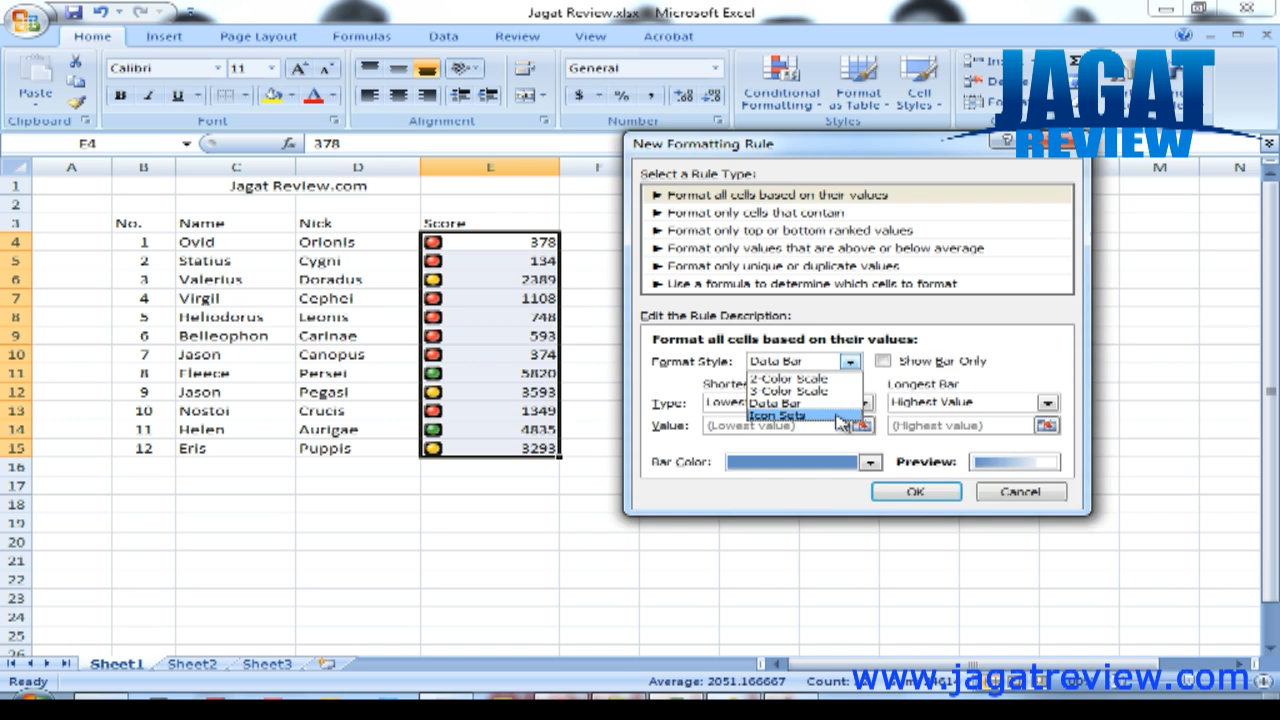 Jagat Review.xlsx - Microsoft Excel
Home Insert Page Layout Formulas Data Review View Acrobat
Paste
Calibri 11
General
Conditional Formatting
Format as Table
Cell Styles
Clipboard Font Alignment Number Styles
JAGAT
REVIEW
E4 fx 378
A B C D E F M N
1 Jagat Review.com
2
3 No. Name Nick Score
4 1 Ovid Orionis 378
5 2 Statius Cygni 134
6 3 Valerius Doradus 2389
7 4 Virgil Cephei 1108
8 5 Heliodorus Leonis 748
9 6 Belleophon Carinae 593
10 7 Jason Canopus 374
11 8 Fleece Persei 5820
12 9 Jason Pegasi 3593
13 10 Nostoi Crucis 1349
14 11 Helen Aurigae 4835
15 12 Eris Puppis 3293
16
17
18
19
20
21
22
23
24
25
26
New Formatting Rule
Select a Rule Type:
► Format all cells based on their values
► Format only cells that contain
► Format only top or bottom ranked values
► Format only values that are above or below average
► Format only unique or duplicate values
► Use a formula to determine which cells to format
Edit the Rule Description:
Format all cells based on their values:
Format Style: Data Bar Show Bar Only
2-Color Scale
3-Color Scale
Data Bar
Icon Sets
Longest Bar
Type: Highest Value
Value: (Lowest value) (Highest value)
Bar Color: Preview:
OK Cancel
Sheet1 Sheet2 Sheet3
Ready Average: 2051.166667 Count:
www.jagatreview.com